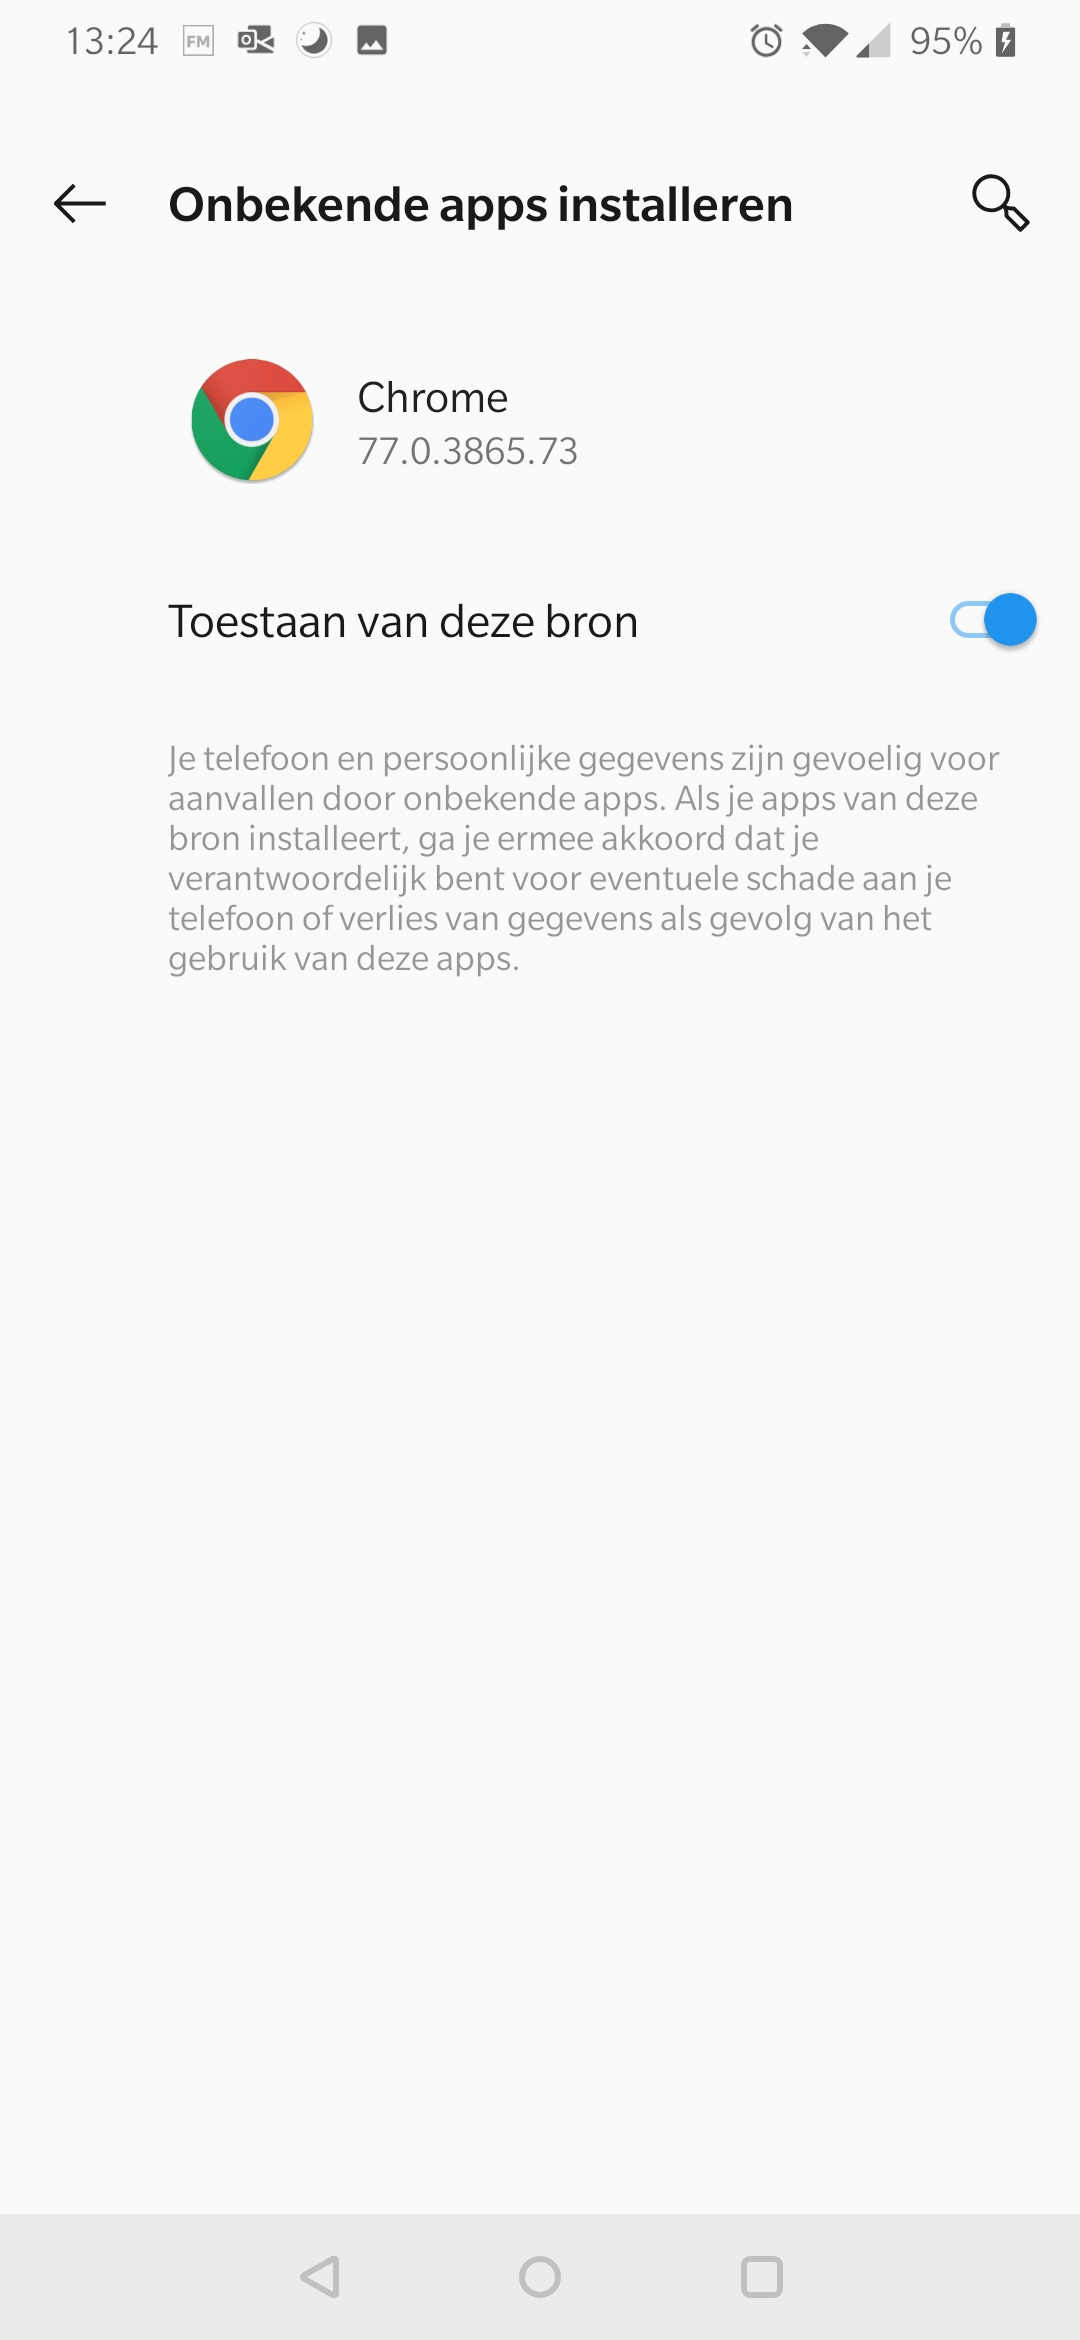 13:24 FM 95%
Onbekende apps installeren
Chrome
77.0.3865.73
Toestaan van deze bron
Je telefoon en persoonlijke gegevens zijn gevoelig voor
aanvallen door onbekende apps. Als je apps van deze
bron installeert, ga je ermee akkoord dat je
verantwoordelijk bent voor eventuele schade aan je
telefoon of verlies van gegevens als gevolg van het
gebruik van deze apps.